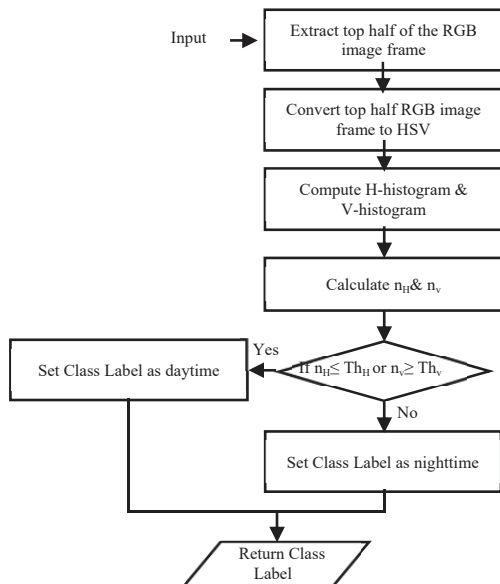 Input
Extract top half of the RGB
image frame
Convert top half RGB image
frame to HSV
Compute H-histogram &
V-histogram
Calculate nH& nv
If nH≤ ThH or nv≥ Thv
Yes
Set Class Label as daytime
No
Set Class Label as nighttime
Return Class
Label